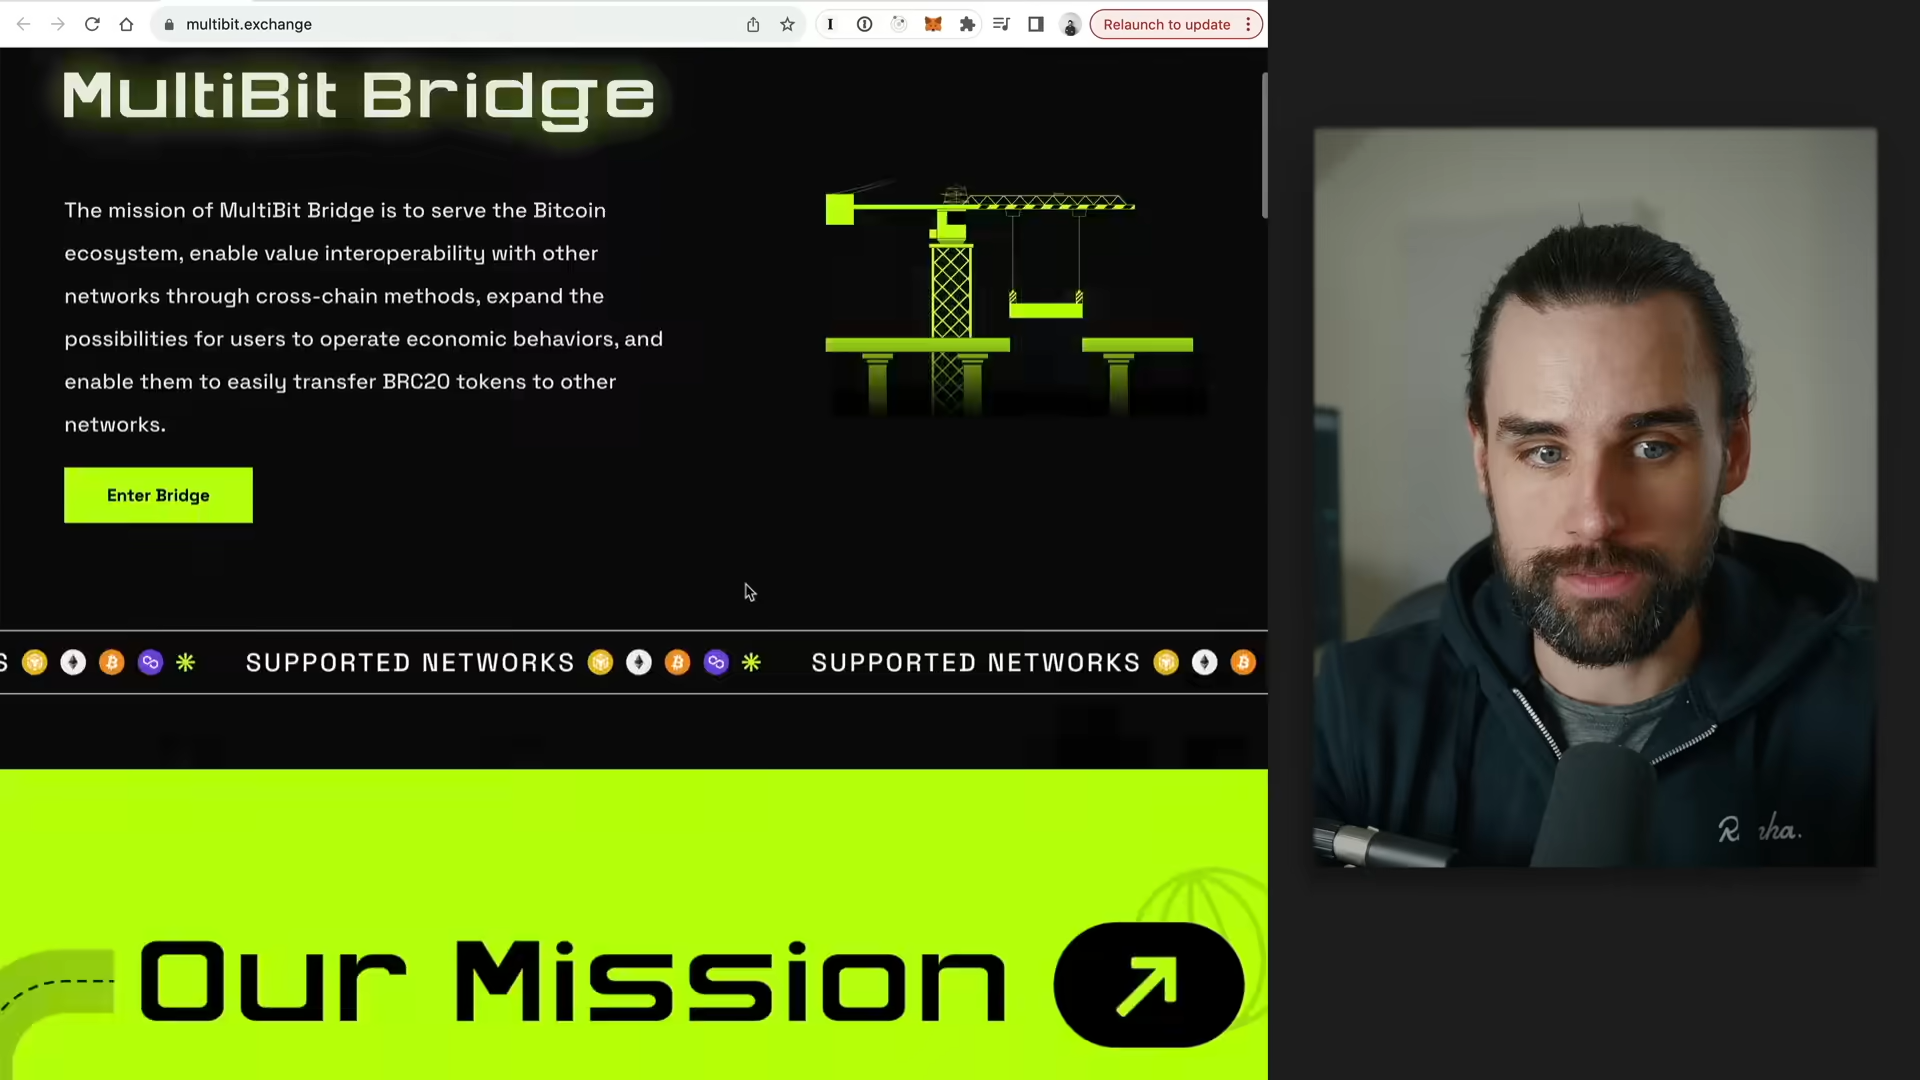 multibit.exchange
Relaunch to update
MultiBit Bridge
The mission of MultiBit Bridge is to serve the Bitcoin
ecosystem, enable value interoperability with other
networks through cross-chain methods, expand the
possibilities for users to operate economic behaviors, and
enable them to easily transfer BRC20 tokens to other
networks.
Enter Bridge
S SUPPORTED NETWORKS SUPPORTED NETWORKS
Our Mission